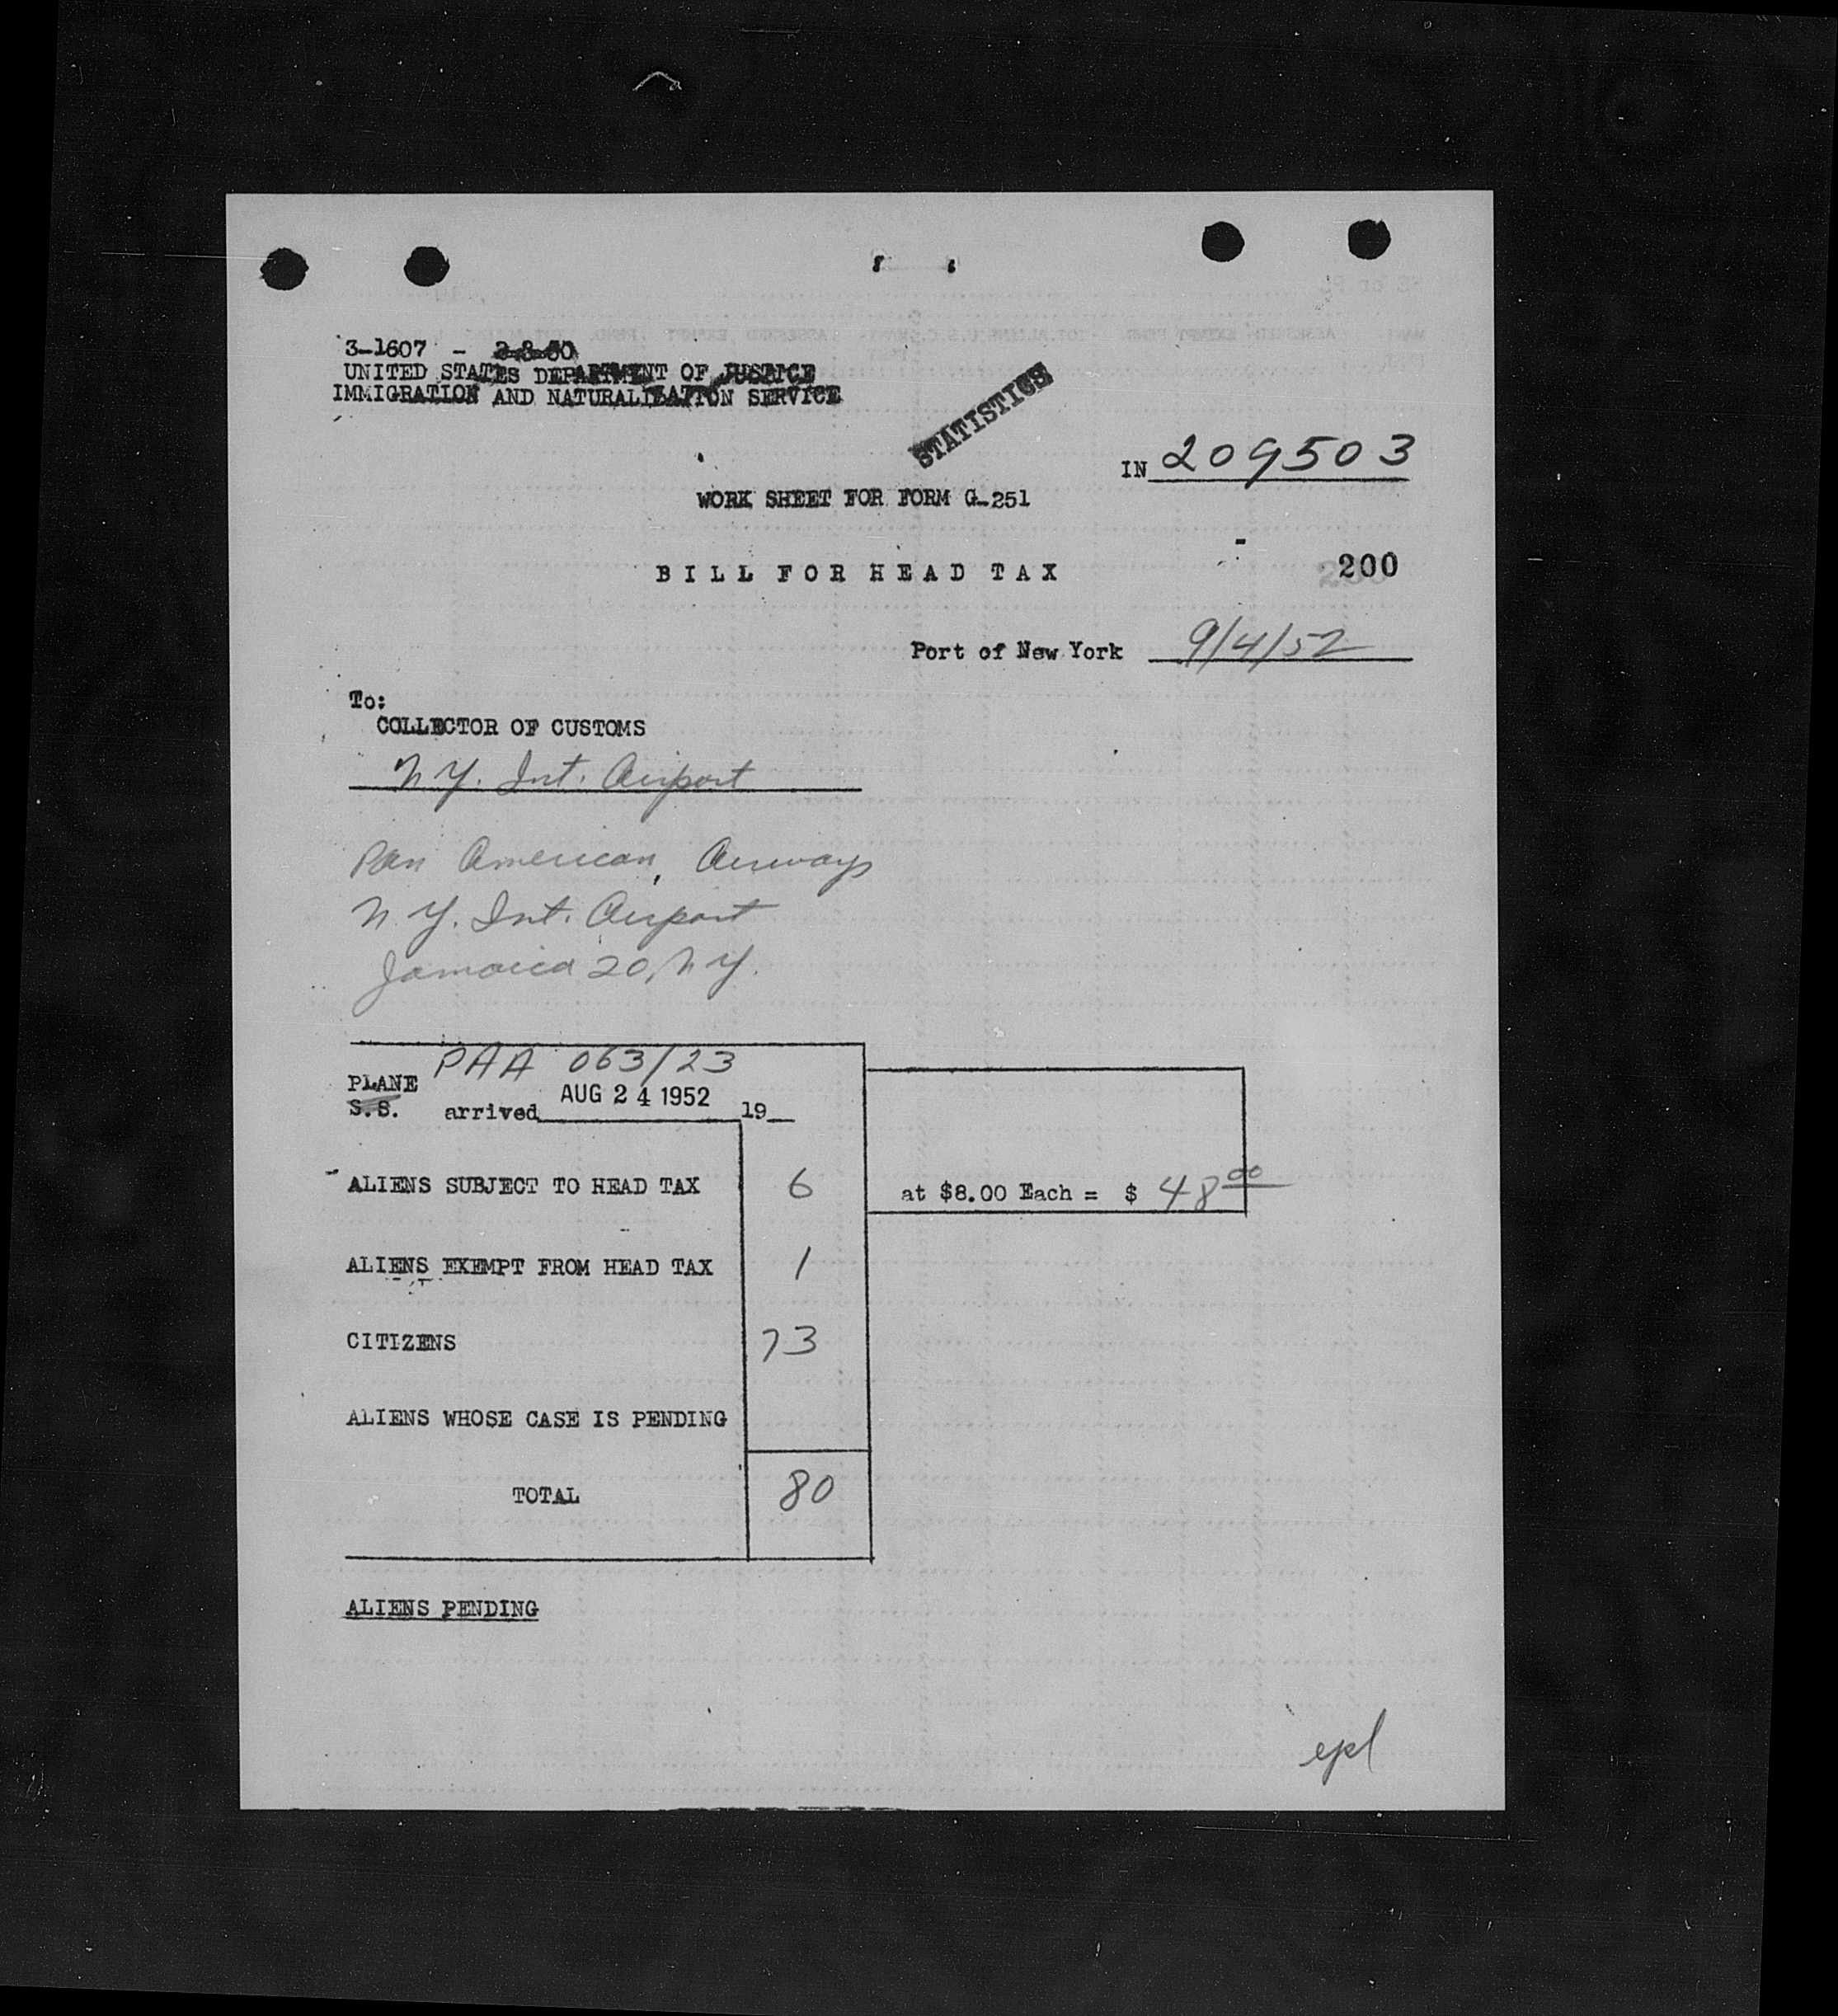 3-1607 - 2-8-50
UNITED STATES DEPARTMENT OF JUSTICE
IMMIGRATION AND NATURALIZATION SERVICE
STATISTICS
IN 209503
WORK SHEET FOR FORM G-251
BILL FOR HEAD TAX
200
Port of New York 9/4/52
To:
COLLECTOR OF CUSTOMS
N.Y. Int. Airport
Pan American Airways
N.Y. Int. Airport
Jamaica 20, N.Y.
PAA 063/23
PLANE
S.S. arrived AUG 24 1952 19
ALIENS SUBJECT TO HEAD TAX 6 at $8.00 Each = $ 48.00
ALIENS EXEMPT FROM HEAD TAX 1
CITIZENS 73
ALIENS WHOSE CASE IS PENDING
TOTAL 80
ALIENS PENDING